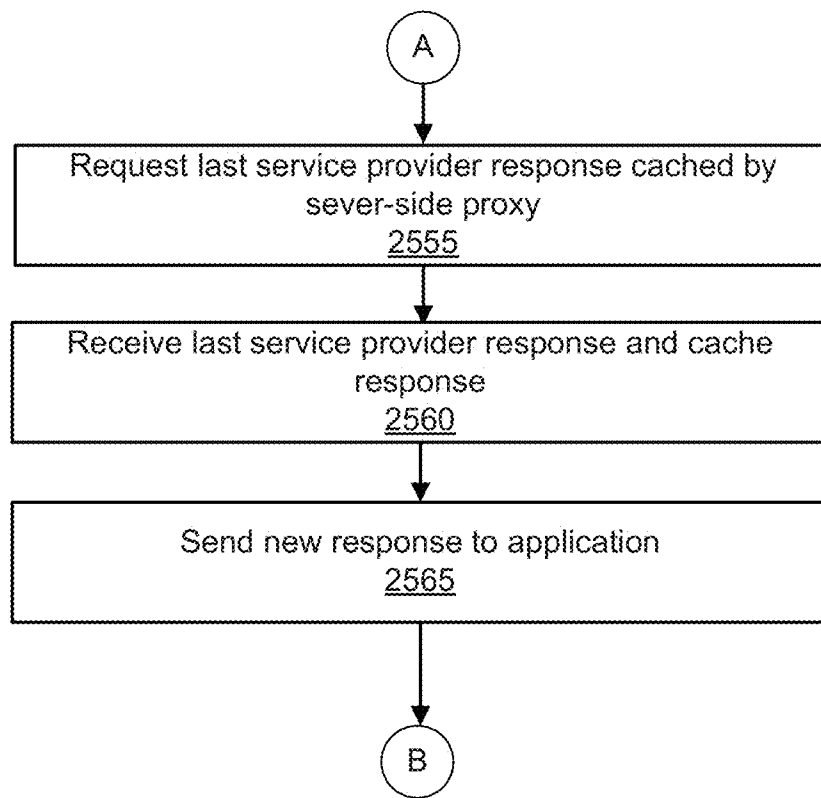 A
Request last service provider response cached by
sever-side proxy
2555
Receive last service provider response and cache
response
2560
Send new response to application
2565
B